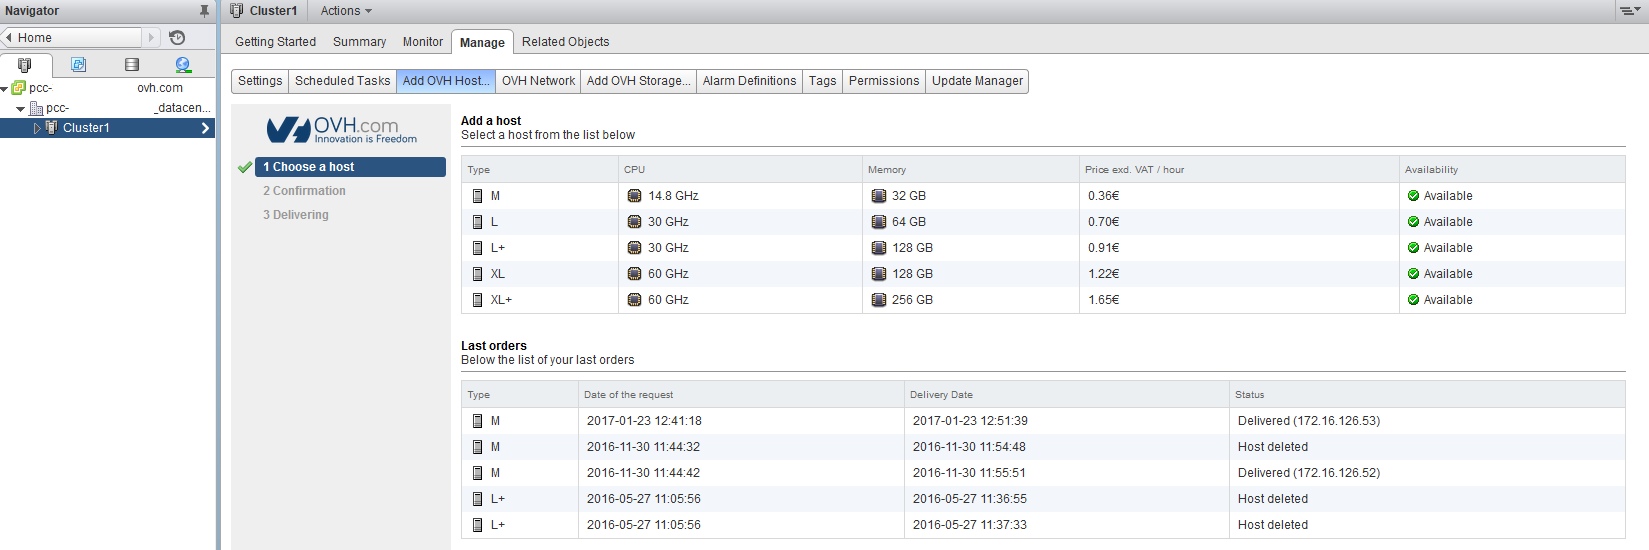 Navigator
Home
pcc- ovh.com
pcc- _datacen...
Cluster1
Cluster1 Actions
Getting Started Summary Monitor Manage Related Objects
Settings Scheduled Tasks Add OVH Host... OVH Network Add OVH Storage... Alarm Definitions Tags Permissions Update Manager
OVH.com
Innovation is Freedom
1 Choose a host
2 Confirmation
3 Delivering
Add a host
Select a host from the list below
Type CPU Memory Price exd. VAT / hour Availability
M 14.8 GHz 32 GB 0.36€ Available
L 30 GHz 64 GB 0.70€ Available
L+ 30 GHz 128 GB 0.91€ Available
XL 60 GHz 128 GB 1.22€ Available
XL+ 60 GHz 256 GB 1.65€ Available
Last orders
Below the list of your last orders
Type Date of the request Delivery Date Status
M 2017-01-23 12:41:18 2017-01-23 12:51:39 Delivered (172.16.126.53)
M 2016-11-30 11:44:32 2016-11-30 11:54:48 Host deleted
M 2016-11-30 11:44:42 2016-11-30 11:55:51 Delivered (172.16.126.52)
L+ 2016-05-27 11:05:56 2016-05-27 11:36:55 Host deleted
L+ 2016-05-27 11:05:56 2016-05-27 11:37:33 Host deleted